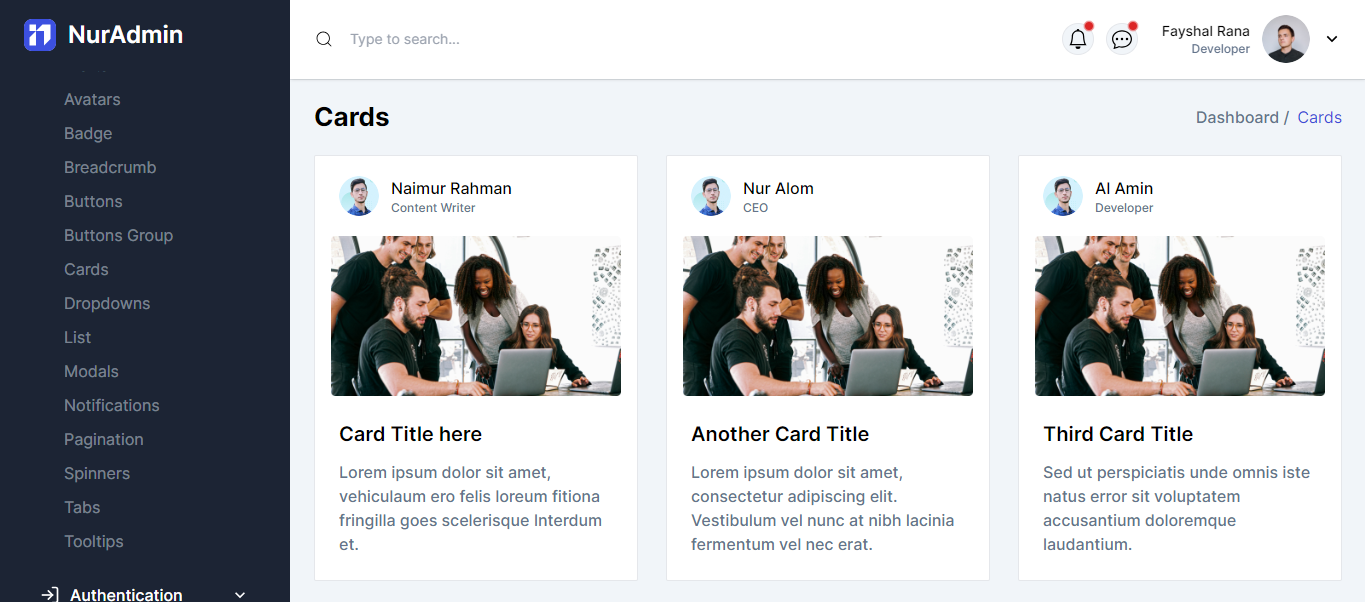 NurAdmin
Avatars
Badge
Breadcrumb
Buttons
Buttons Group
Cards
Dropdowns
List
Modals
Notifications
Pagination
Spinners
Tabs
Tooltips
Authentication
Type to search...
Fayshal Rana
Developer
Cards
Dashboard / Cards
Naimur Rahman
Content Writer
Card Title here
Lorem ipsum dolor sit amet,
vehiculaum ero felis loreum fitiona
fringilla goes scelerisque Interdum
et.
Nur Alom
CEO
Another Card Title
Lorem ipsum dolor sit amet,
consectetur adipiscing elit.
Vestibulum vel nunc at nibh lacinia
fermentum vel nec erat.
Al Amin
Developer
Third Card Title
Sed ut perspiciatis unde omnis iste
natus error sit voluptatem
accusantium doloremque
laudantium.